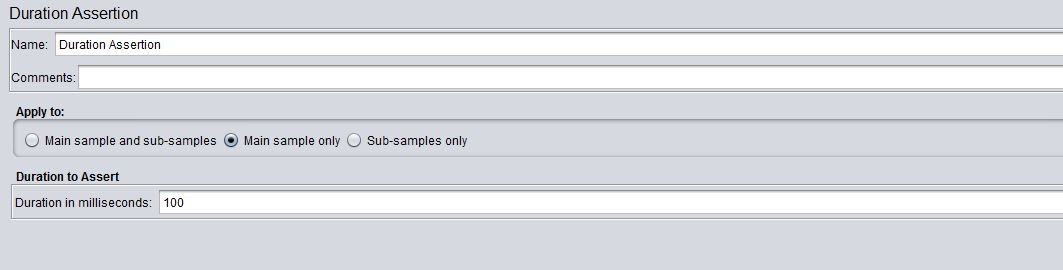 Duration Assertion
Name: Duration Assertion
Comments:
Apply to:
Main sample and sub-samples Main sample only Sub-samples only
Duration to Assert
Duration in milliseconds: 100